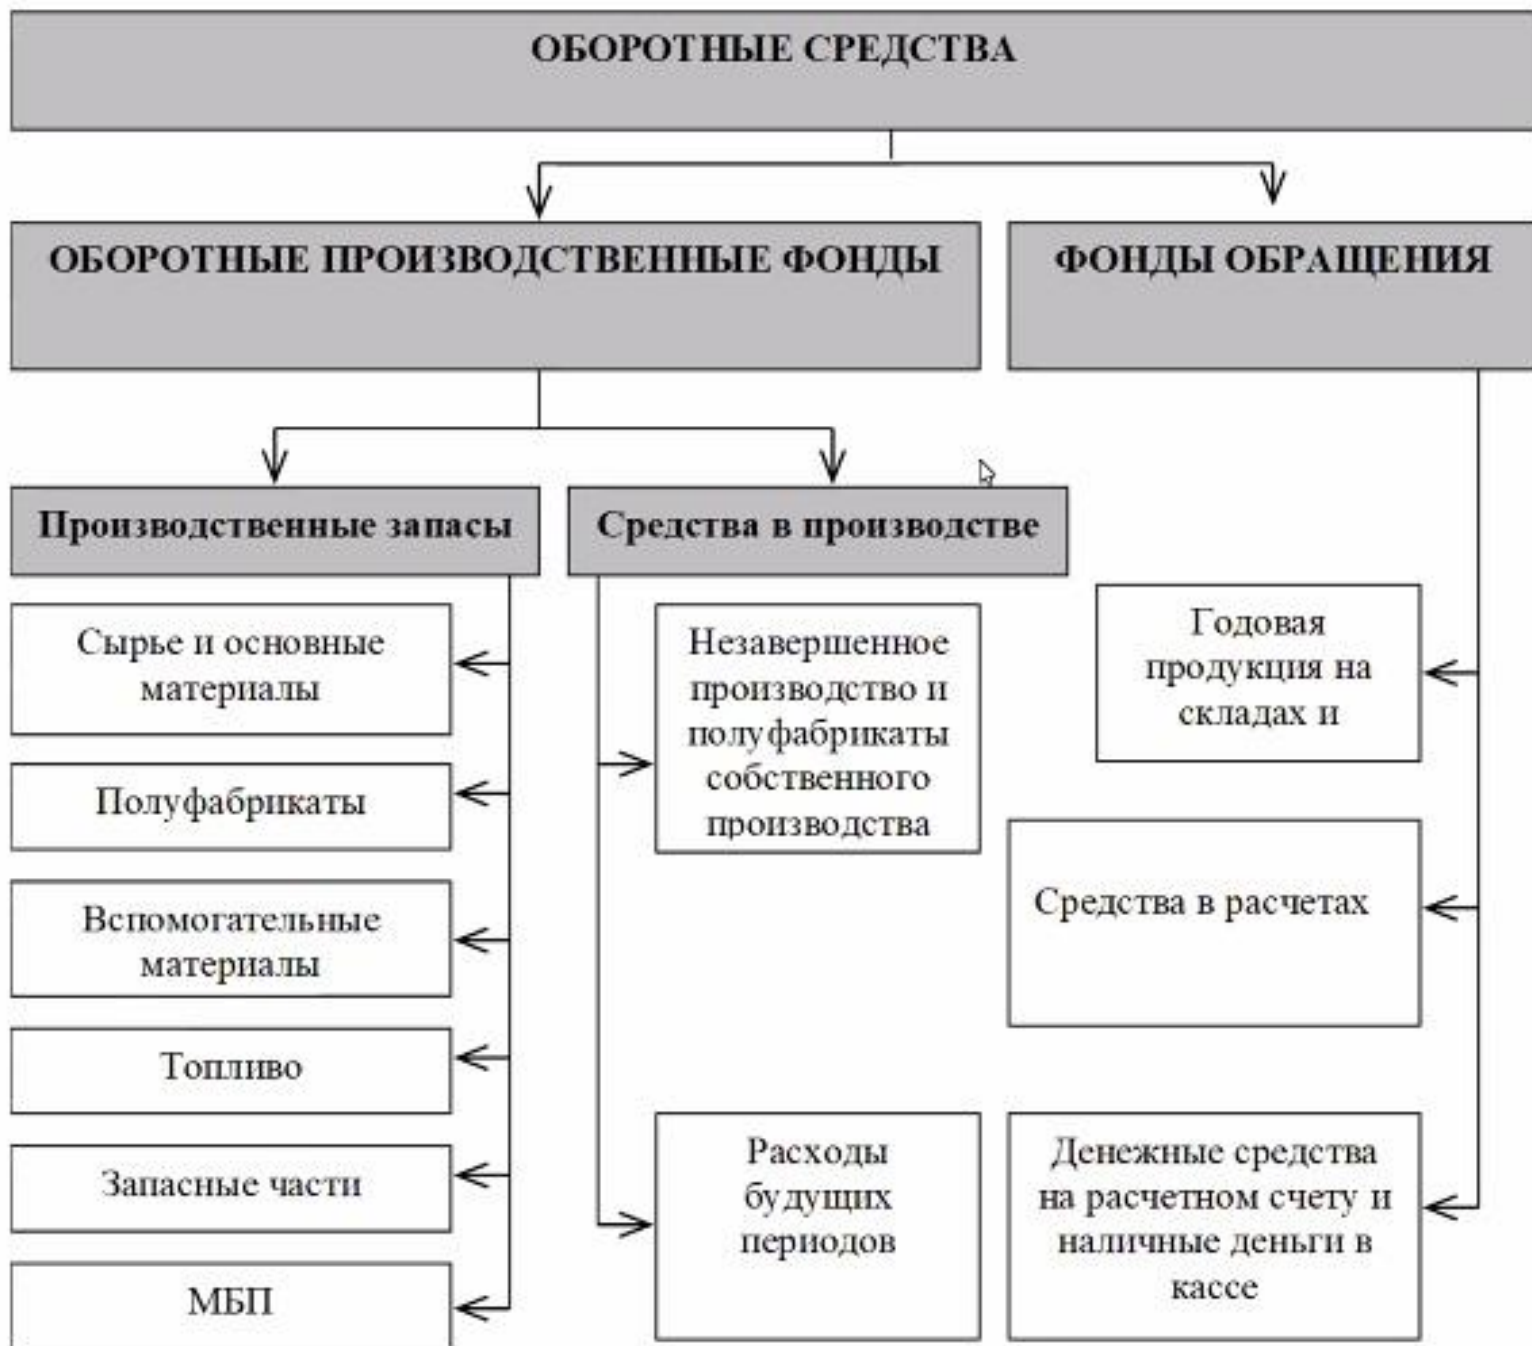 ОБОРОТНЫЕ СРЕДСТВА
ОБОРОТНЫЕ ПРОИЗВОДСТВЕННЫЕ ФОНДЫ
ФОНДЫ ОБРАЩЕНИЯ
Производственные запасы
Средства в производстве
Сырье и основные
материалы
Полуфабрикаты
Вспомогательные
материалы
Топливо
Запасные части
МБП
Незавершенное
производство и
полуфабрикаты
собственного
производства
Расходы
будущих
периодов
Годовая
продукция на
складах и
Средства в расчетах
Денежные средства
на расчетном счету и
наличные деньги в
кассе